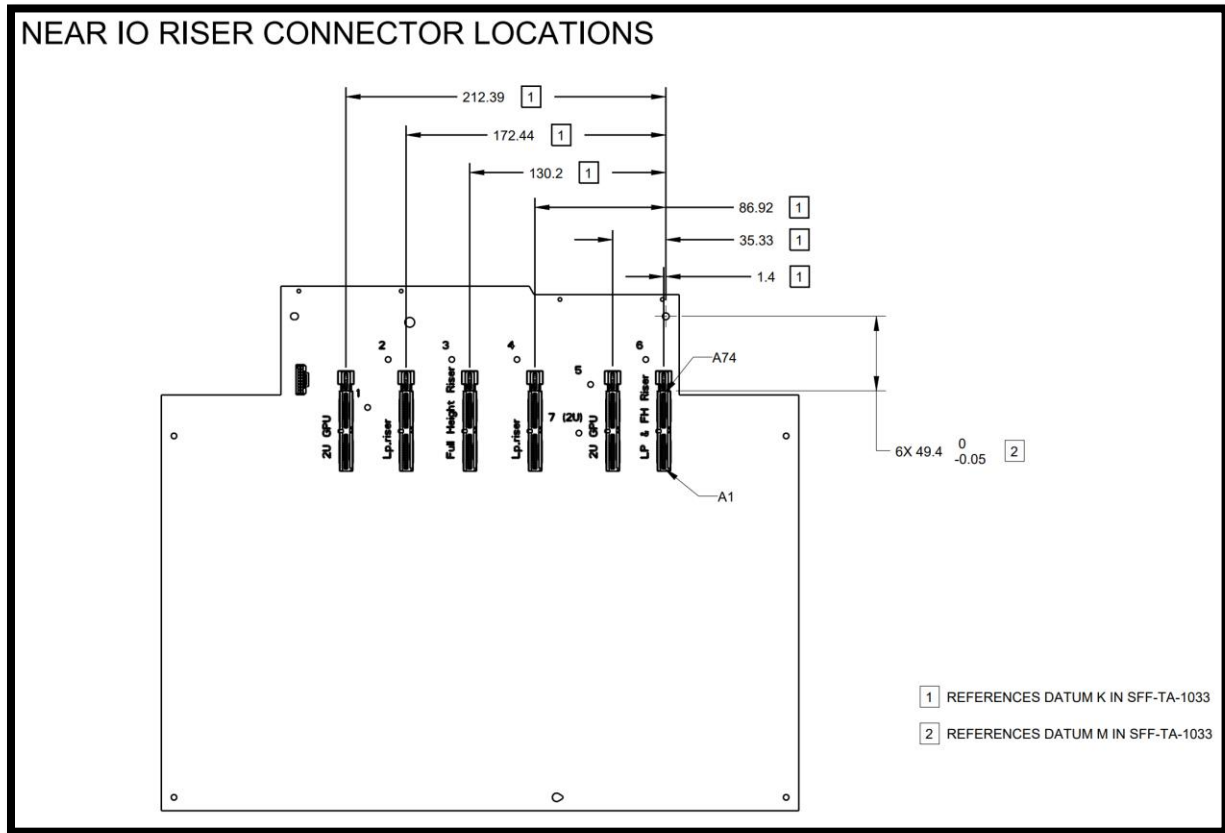 NEAR IO RISER CONNECTOR LOCATIONS
212.39 1
172.44 1
130.2 1
86.92 1
35.33 1
1.4 1
2
3
4
6
A74
5
1
7 (2U)
2U GPU
Lp.riser
Full Height Riser
Lp.riser
2U GPU
LP & FH Riser
6X 49.4 0 -0.05 2
A1
1 REFERENCES DATUM K IN SFF-TA-1033
2 REFERENCES DATUM M IN SFF-TA-1033